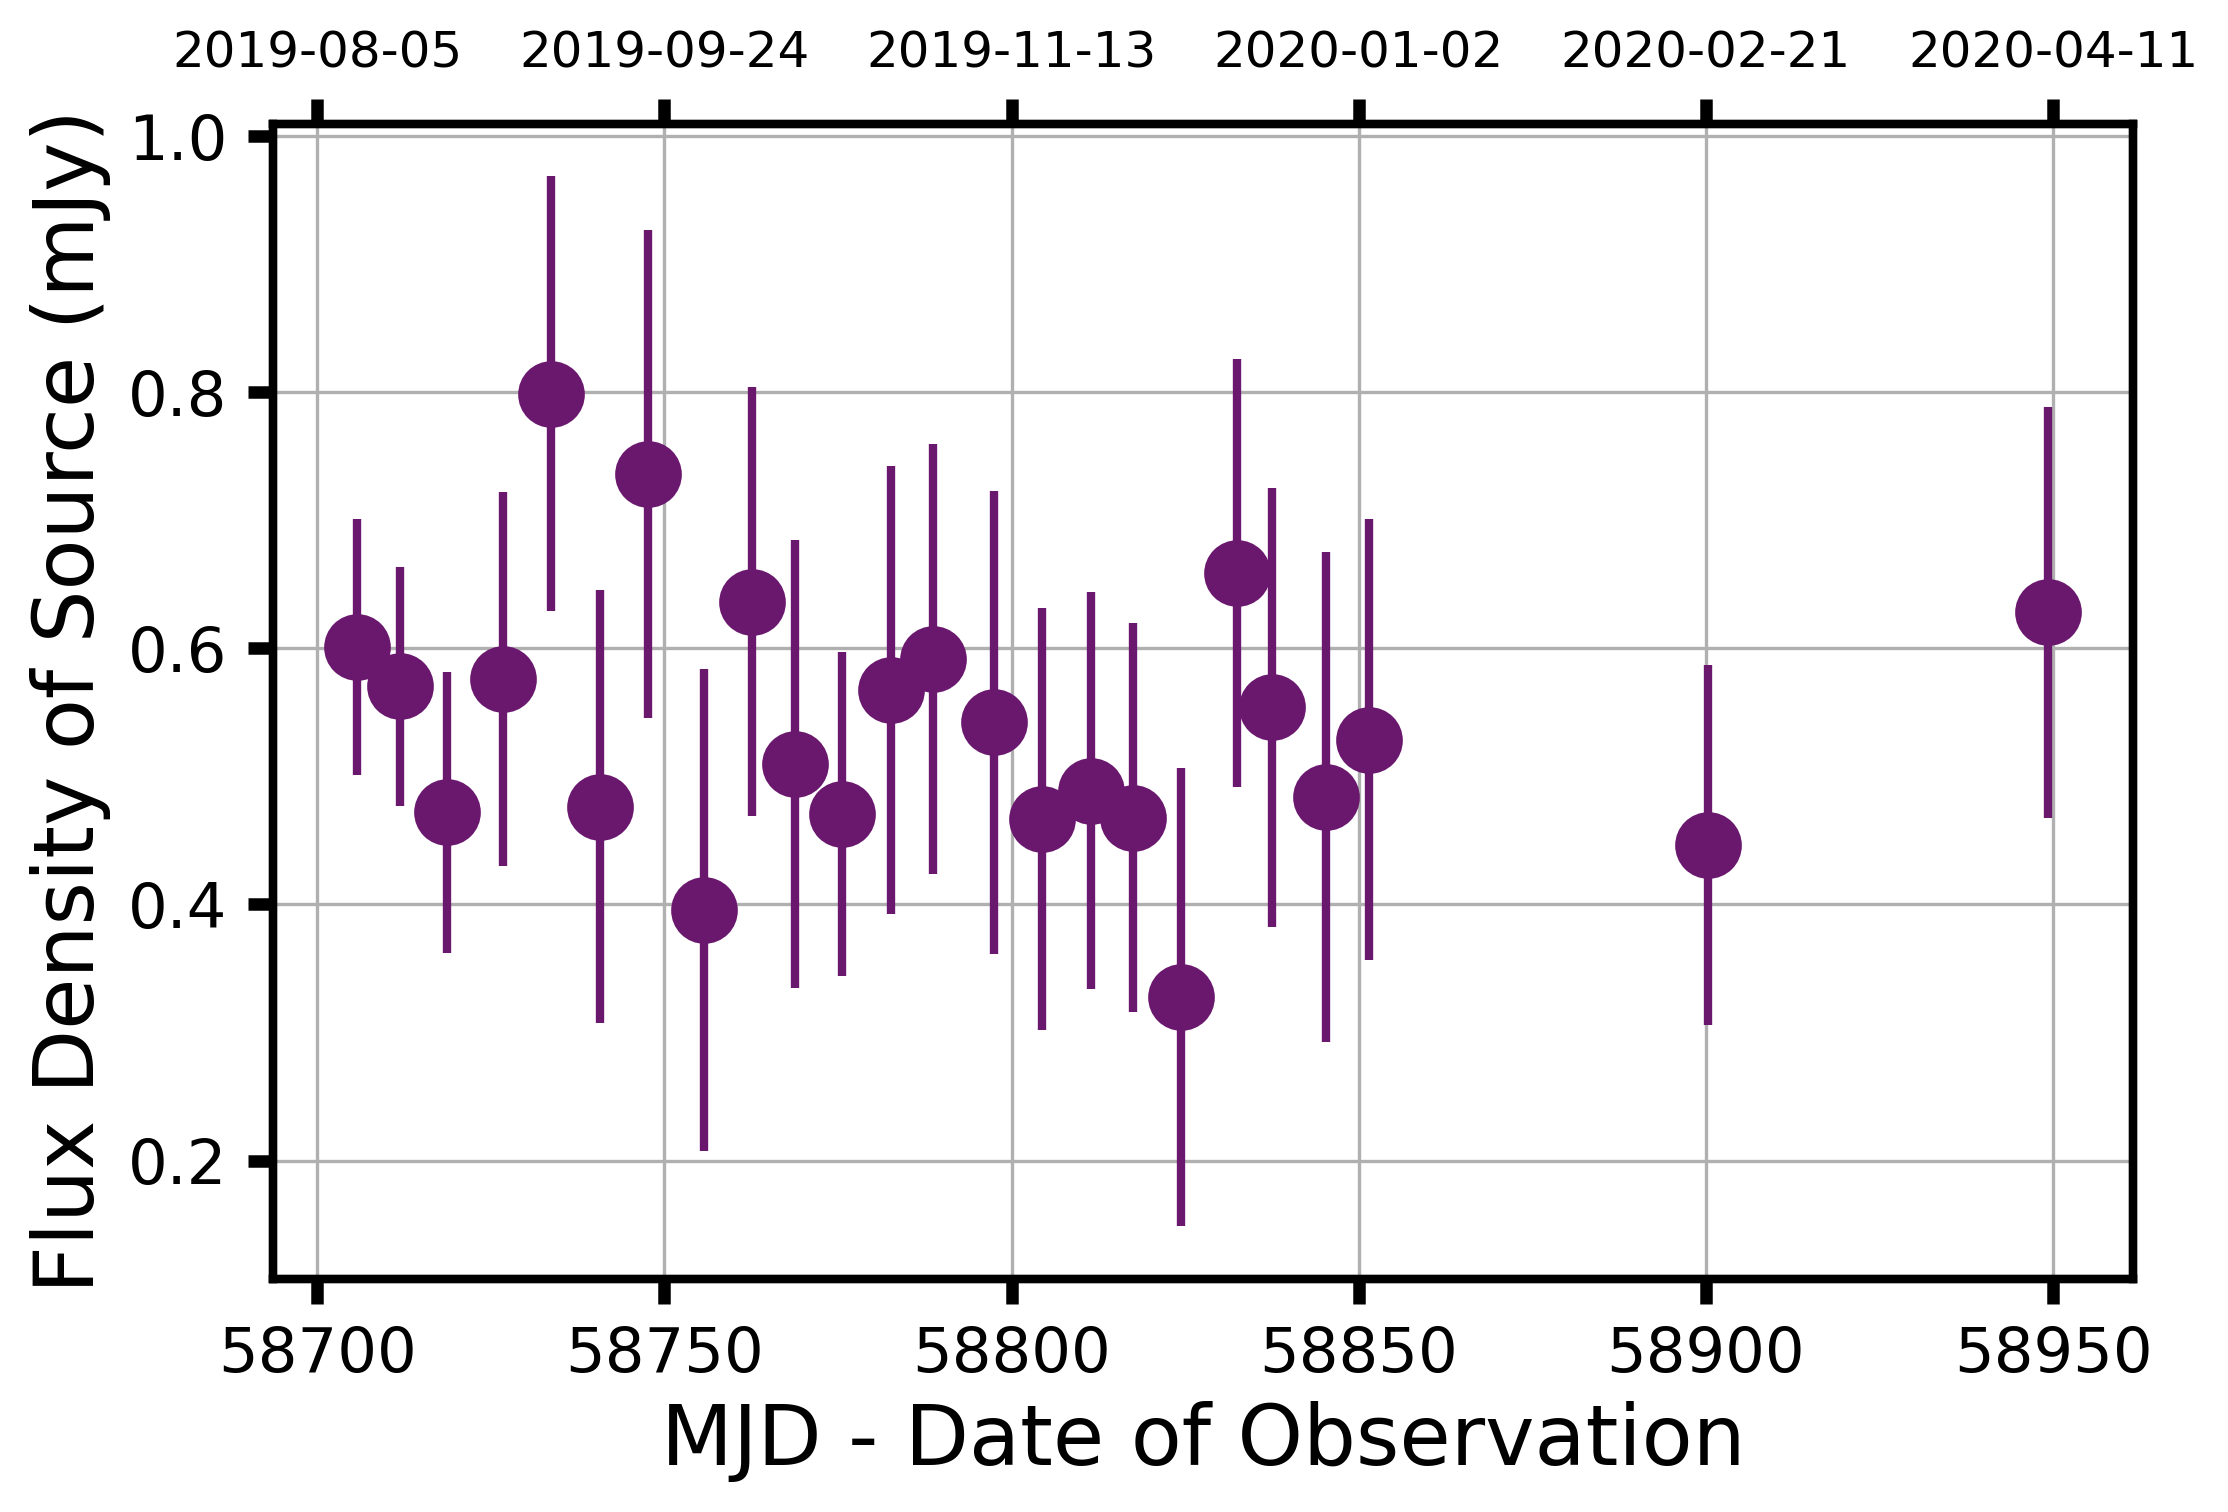 2019-08-05 2019-09-24 2019-11-13 2020-01-02 2020-02-21 2020-04-11
Flux Density of Source (mJy)
1.0
0.8
0.6
0.4
0.2
58700 58750 58800 58850 58900 58950
MJD - Date of Observation